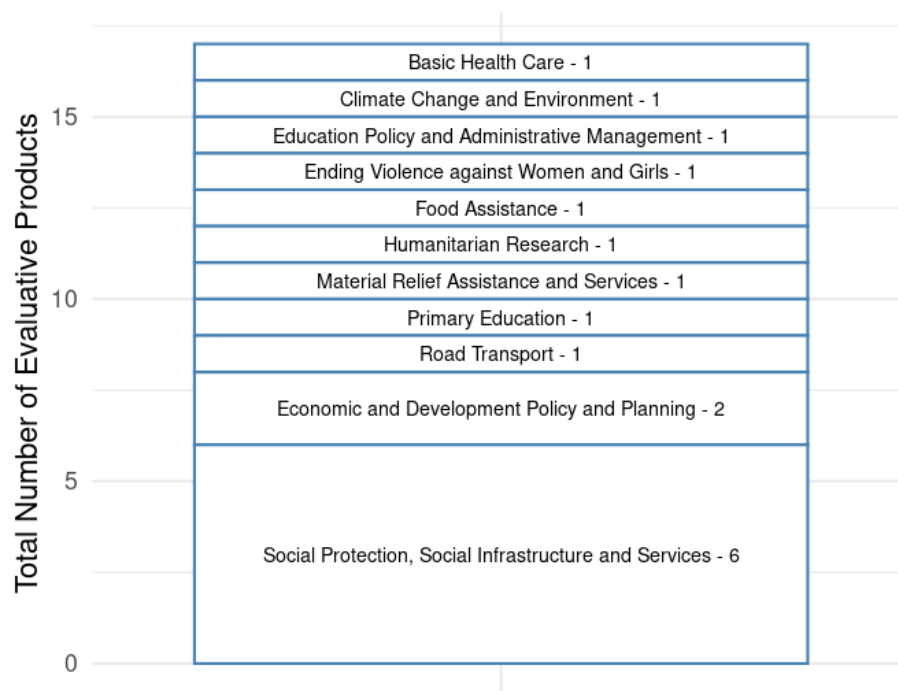 Total Number of Evaluative Products
15
10
5
0
Basic Health Care - 1
Climate Change and Environment - 1
Education Policy and Administrative Management - 1
Ending Violence against Women and Girls - 1
Food Assistance - 1
Humanitarian Research - 1
Material Relief Assistance and Services - 1
Primary Education - 1
Road Transport - 1
Economic and Development Policy and Planning - 2
Social Protection, Social Infrastructure and Services - 6